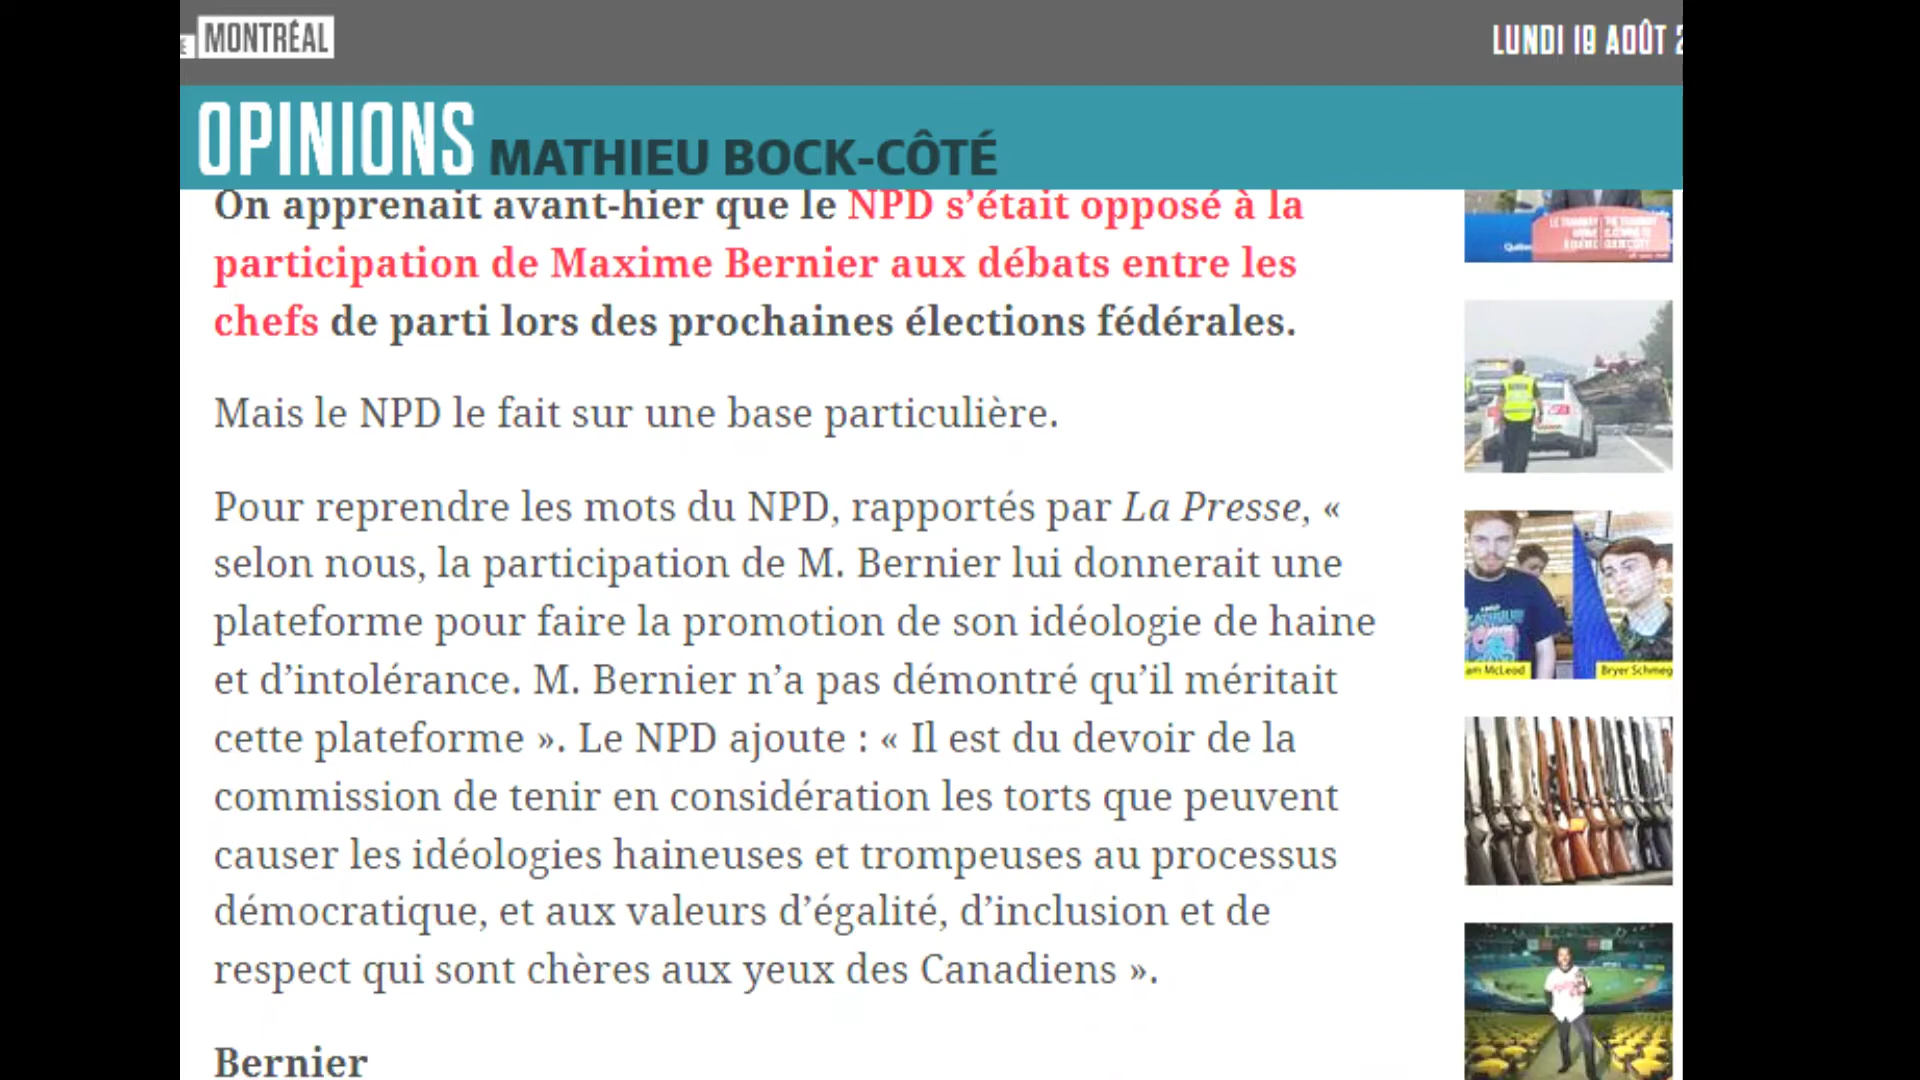 MONTRÉAL
LUNDI 19 AOÛT
OPINIONS MATHIEU BOCK-CÔTÉ
On apprenait avant-hier que le NPD s’était opposé à la
participation de Maxime Bernier aux débats entre les
chefs de parti lors des prochaines élections fédérales.
Mais le NPD le fait sur une base particulière.
Pour reprendre les mots du NPD, rapportés par La Presse, «
selon nous, la participation de M. Bernier lui donnerait une
plateforme pour faire la promotion de son idéologie de haine
et d’intolérance. M. Bernier n’a pas démontré qu’il méritait
cette plateforme ». Le NPD ajoute : « Il est du devoir de la
commission de tenir en considération les torts que peuvent
causer les idéologies haineuses et trompeuses au processus
démocratique, et aux valeurs d’égalité, d’inclusion et de
respect qui sont chères aux yeux des Canadiens ».
Bernier
am McLeod
Bryer Schmeg